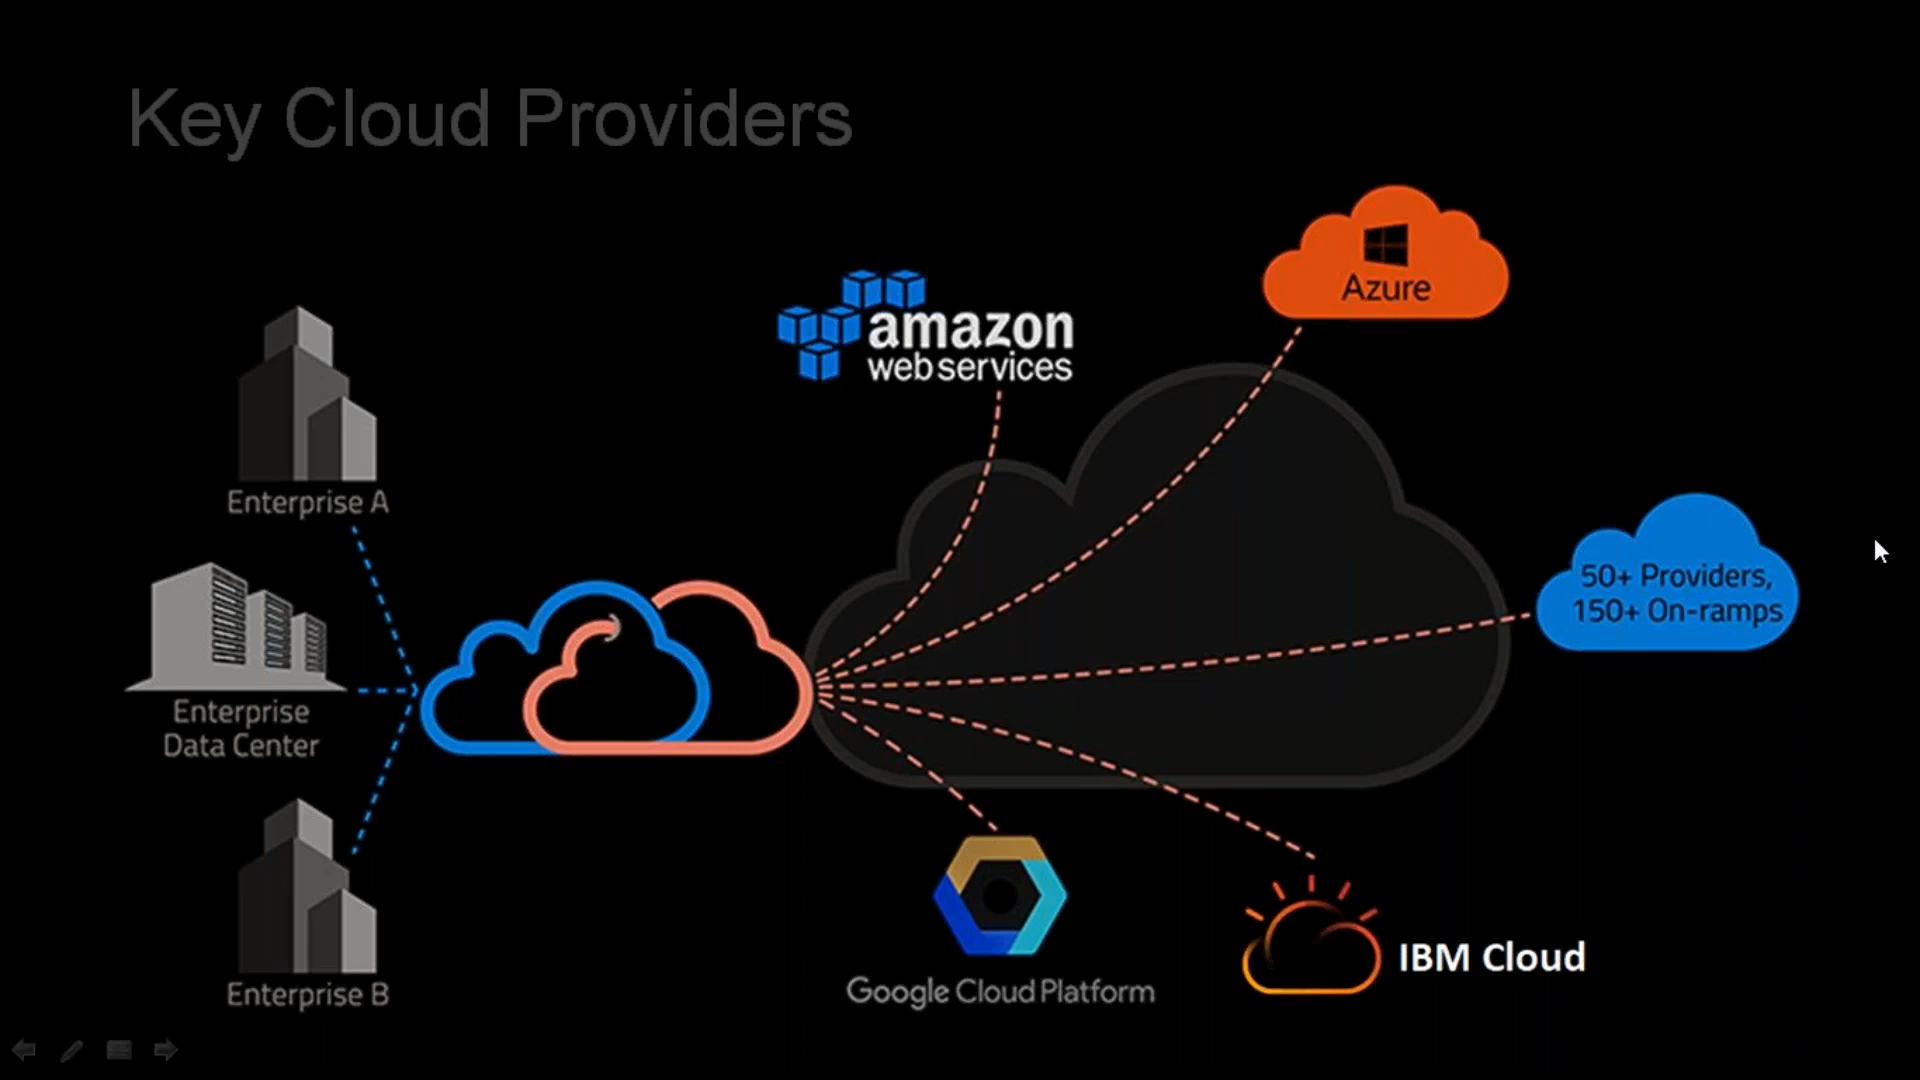 Key Cloud Providers
Azure
amazon
web services
Enterprise A
50+ Providers,
150+ On-ramps
Enterprise
Data Center
IBM Cloud
Google Cloud Platform
Enterprise B